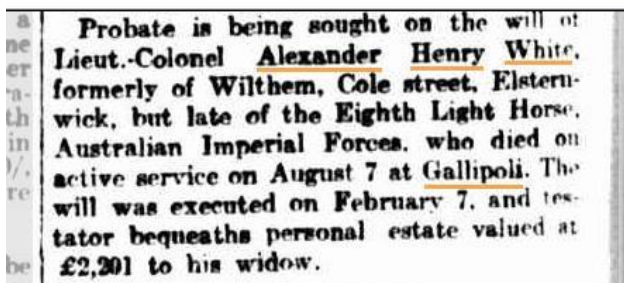 Probate is being sought on the will of
Lieut.-Colonel Alexander Henry White,
formerly of Wilthem, Cole street, Elstern-
wick, but late of the Eighth Light Horse,
Australian Imperial Forces, who died on
active service on August 7 at Gallipoli. The
will was executed on February 7, and tes-
tator bequeaths personal estate valued at
£2,201 to his widow.